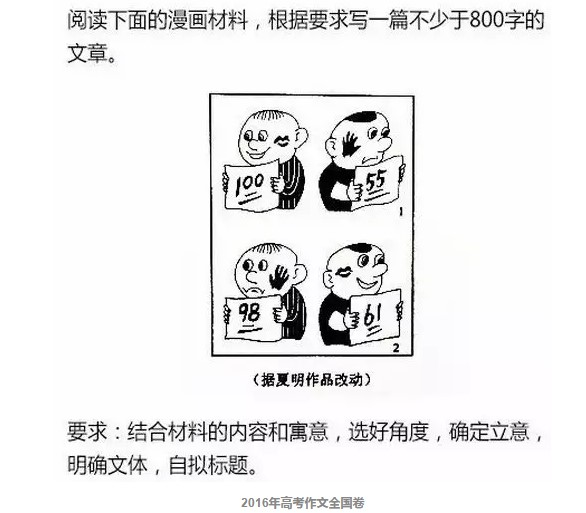 阅读下面的漫画材料，根据要求写一篇不少于800字的
文章。
100
55
1
98
61
2
（据夏明作品改动）
要求：结合材料的内容和寓意，选好角度，确定立意，
明确文体，自拟标题。
2016年高考作文全国卷